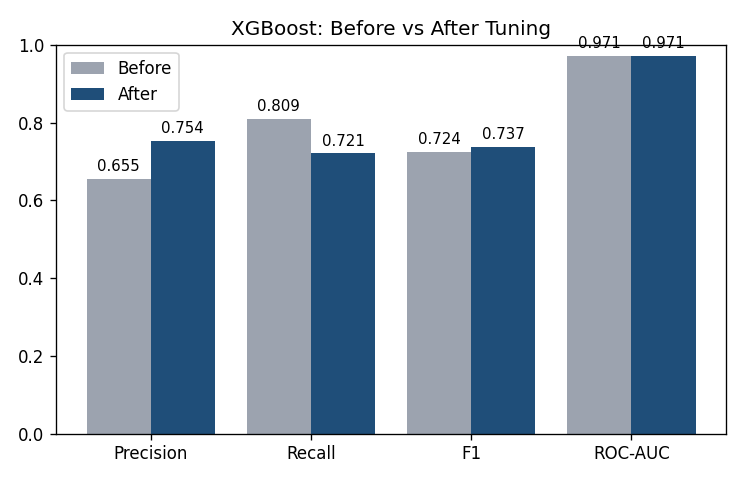 XGBoost: Before vs After Tuning
1.0
0.8
0.6
0.4
0.2
0.0
Before
After
0.655
0.754
0.809
0.721
0.724
0.737
0.971
0.971
Precision
Recall
F1
ROC-AUC